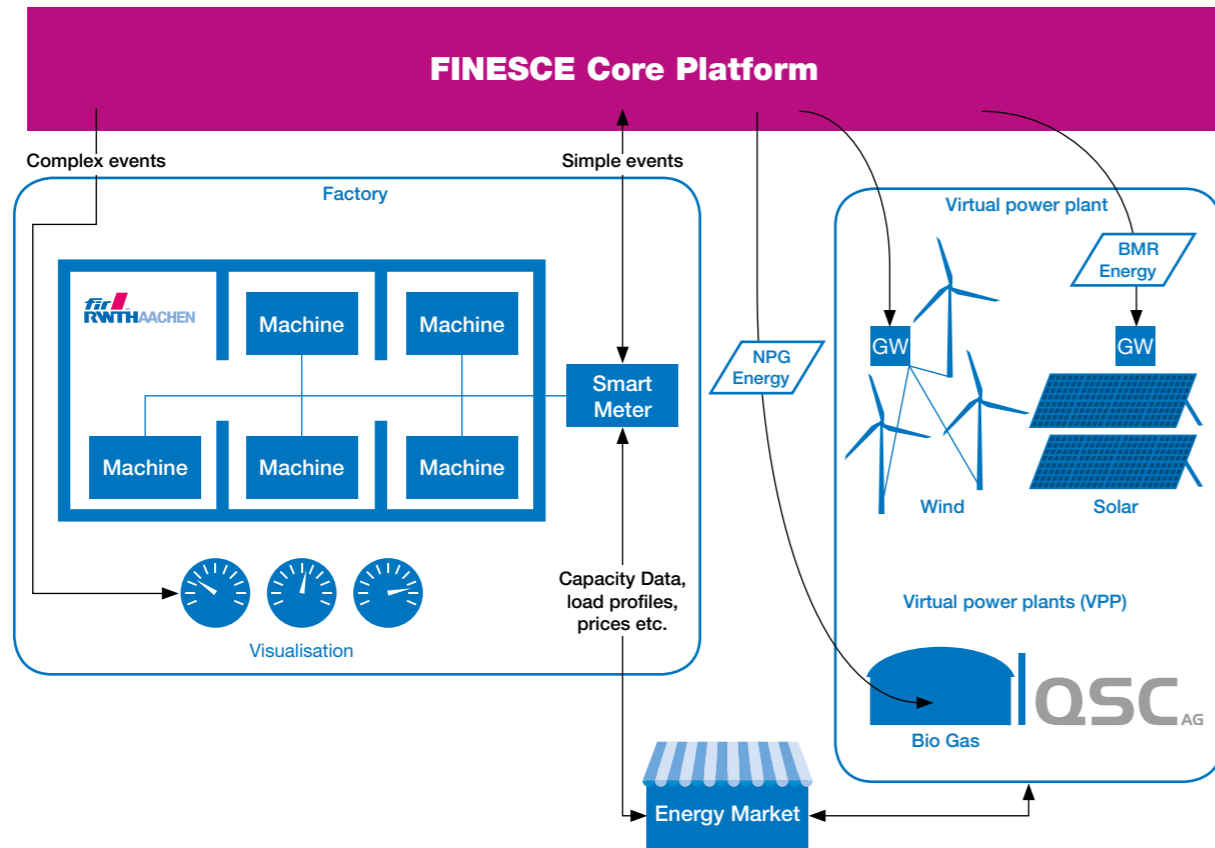 FINESCE Core Platform
Complex events
Simple events
Factory
fir
RWTHAACHEN
Machine
Machine
Machine
Machine
Machine
Smart
Meter
Visualisation
Capacity Data,
load profiles,
prices etc.
NPG
Energy
Virtual power plant
BMR
Energy
GW
GW
Wind
Solar
Virtual power plants (VPP)
Bio Gas
QSC AG
Energy Market